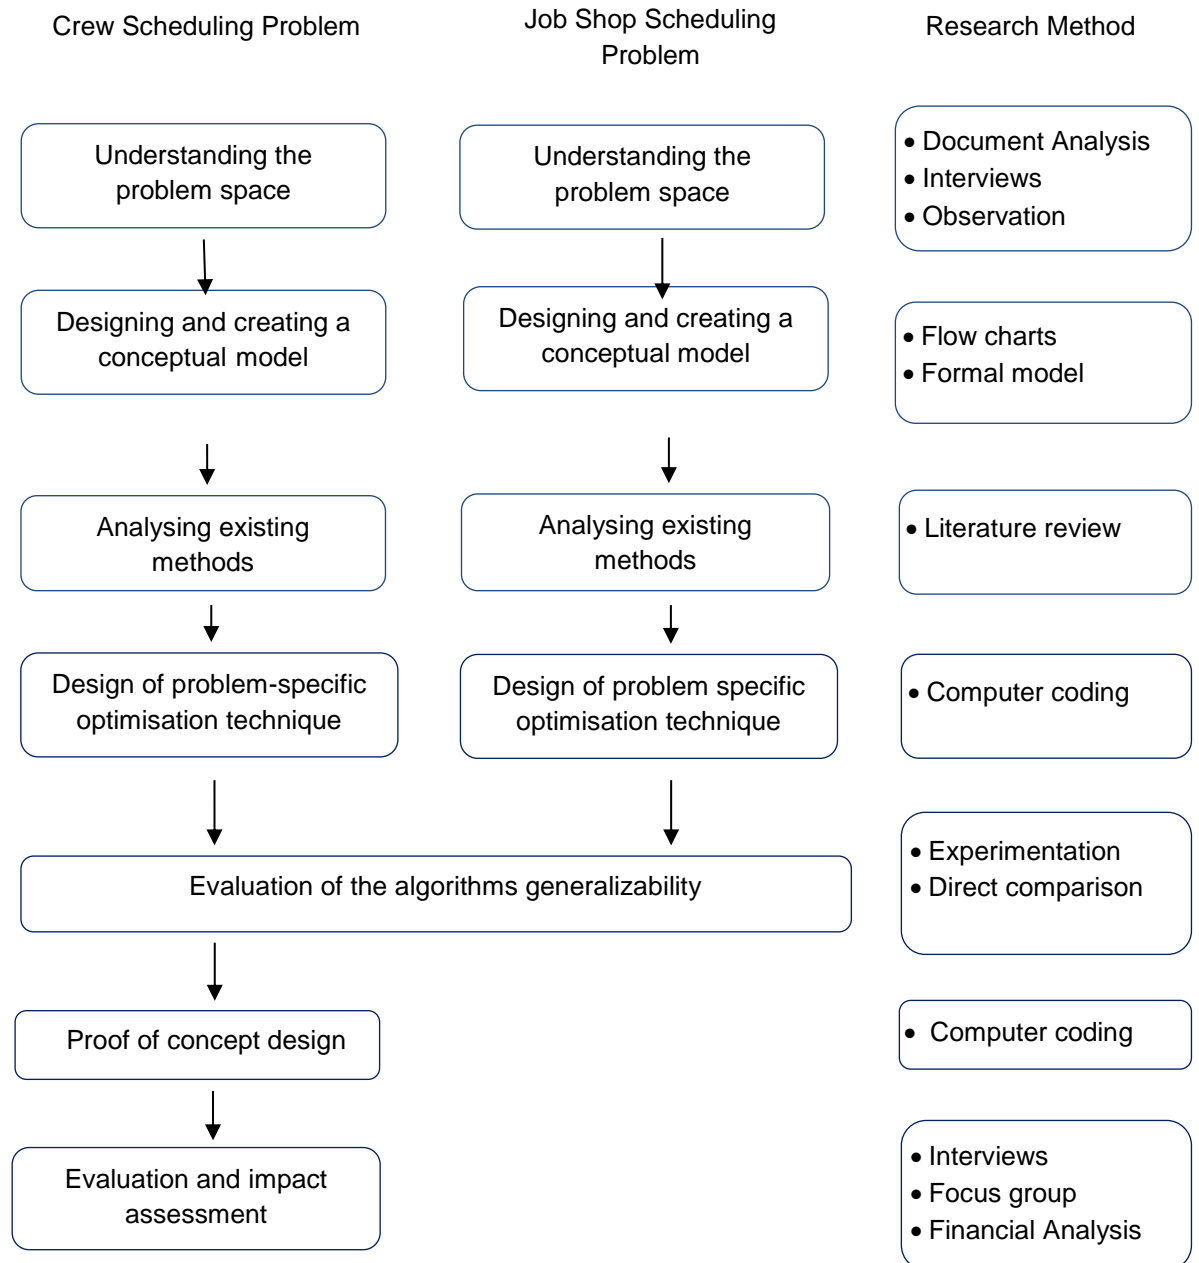 Crew Scheduling Problem
Job Shop Scheduling
Problem
Research Method
Understanding the
problem space
Understanding the
problem space
• Document Analysis
• Interviews
• Observation
Designing and creating a
conceptual model
Designing and creating a
conceptual model
• Flow charts
• Formal model
Analysing existing
methods
Analysing existing
methods
• Literature review
Design of problem-specific
optimisation technique
Design of problem specific
optimisation technique
• Computer coding
Evaluation of the algorithms generalizability
• Experimentation
• Direct comparison
Proof of concept design
• Computer coding
Evaluation and impact
assessment
• Interviews
• Focus group
• Financial Analysis